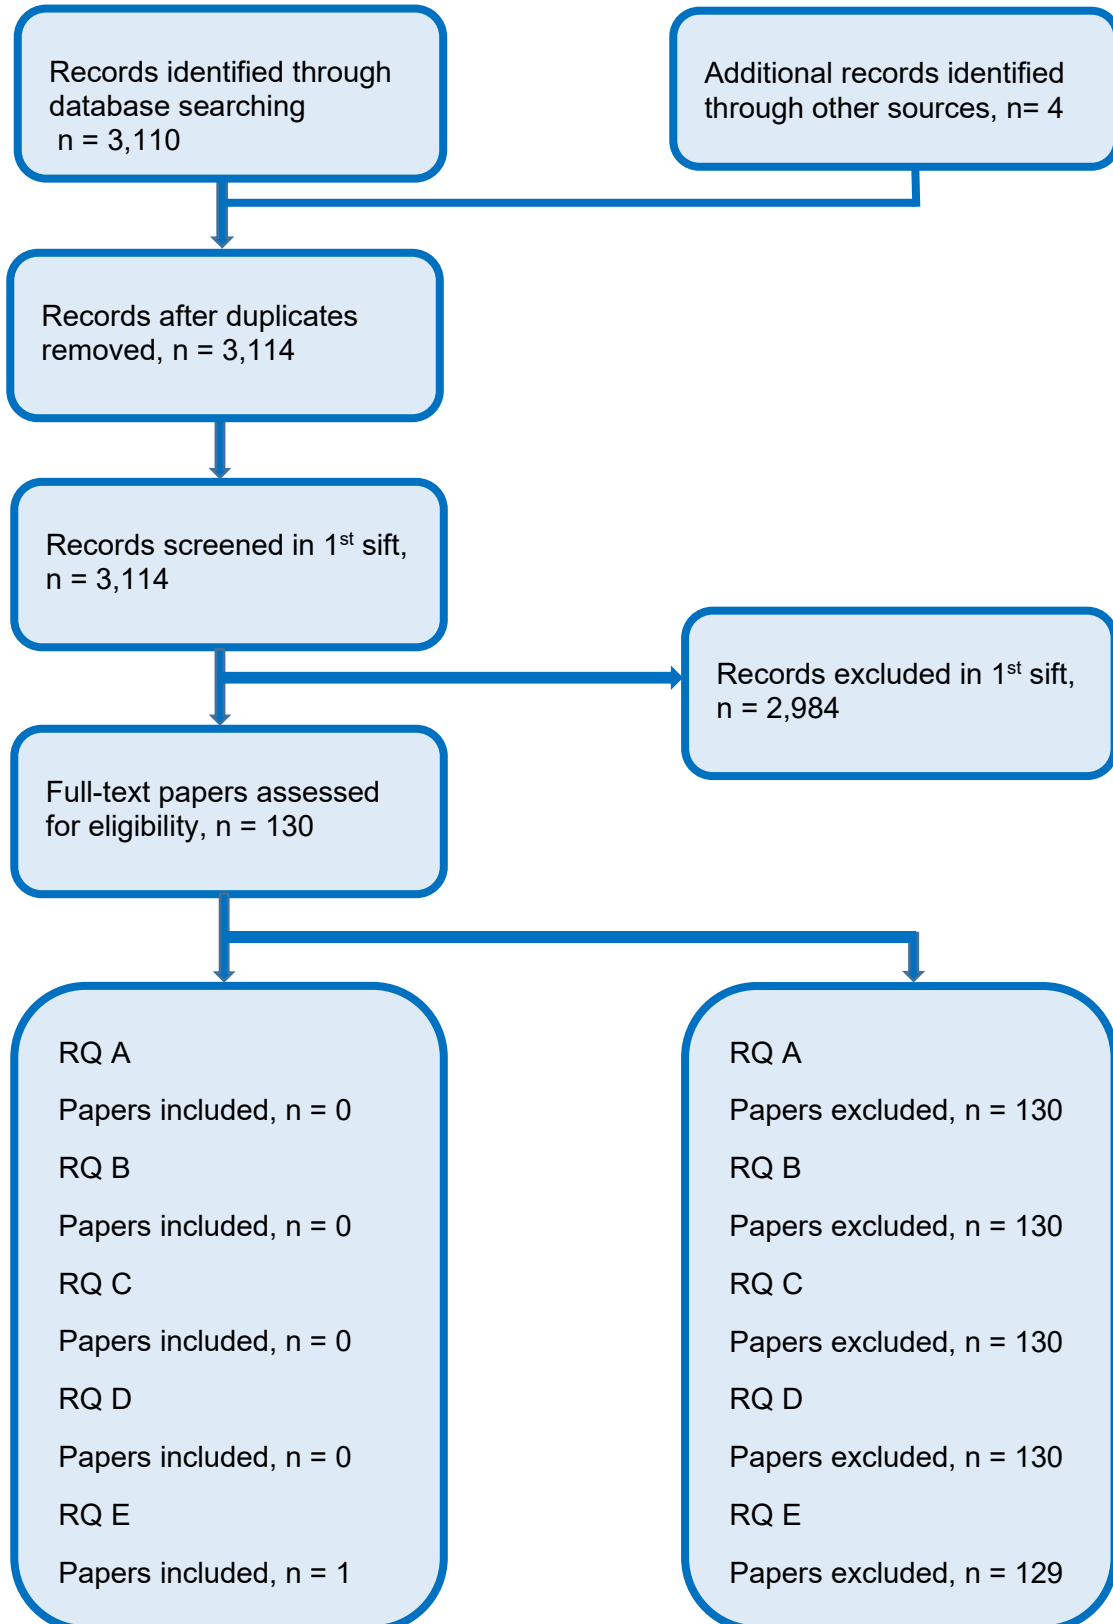 Records identified through
database searching
n = 3,110
Additional records identified
through other sources, n= 4
Records after duplicates
removed, n = 3,114
Records screened in 1st sift,
n = 3,114
Records excluded in 1st sift,
n = 2,984
Full-text papers assessed
for eligibility, n = 130
RQ A
Papers included, n = 0
RQ B
Papers included, n = 0
RQ C
Papers included, n = 0
RQ D
Papers included, n = 0
RQ E
Papers included, n = 1
RQ A
Papers excluded, n = 130
RQ B
Papers excluded, n = 130
RQ C
Papers excluded, n = 130
RQ D
Papers excluded, n = 130
RQ E
Papers excluded, n = 129